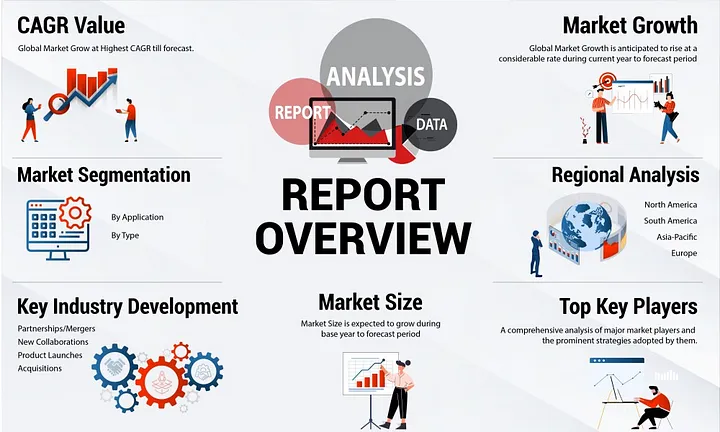 CAGR Value
Global Market Grow at Highest CAGR till forecast.
ANALYSIS
REPORT
DATA
Market Growth
Global Market Growth is anticipated to rise at a
considerable rate during current year to forecast period
Market Segmentation
By Application
By Type
REPORT
OVERVIEW
Regional Analysis
North America
South America
Asia-Pacific
Europe
Key Industry Development
Partnerships/Mergers
New Collaborations
Product Launches
Acquisitions
Market Size
Market Size is expected to grow during
base year to forecast period
Top Key Players
A comprehensive analysis of major market players and
the prominent strategies adopted by them.